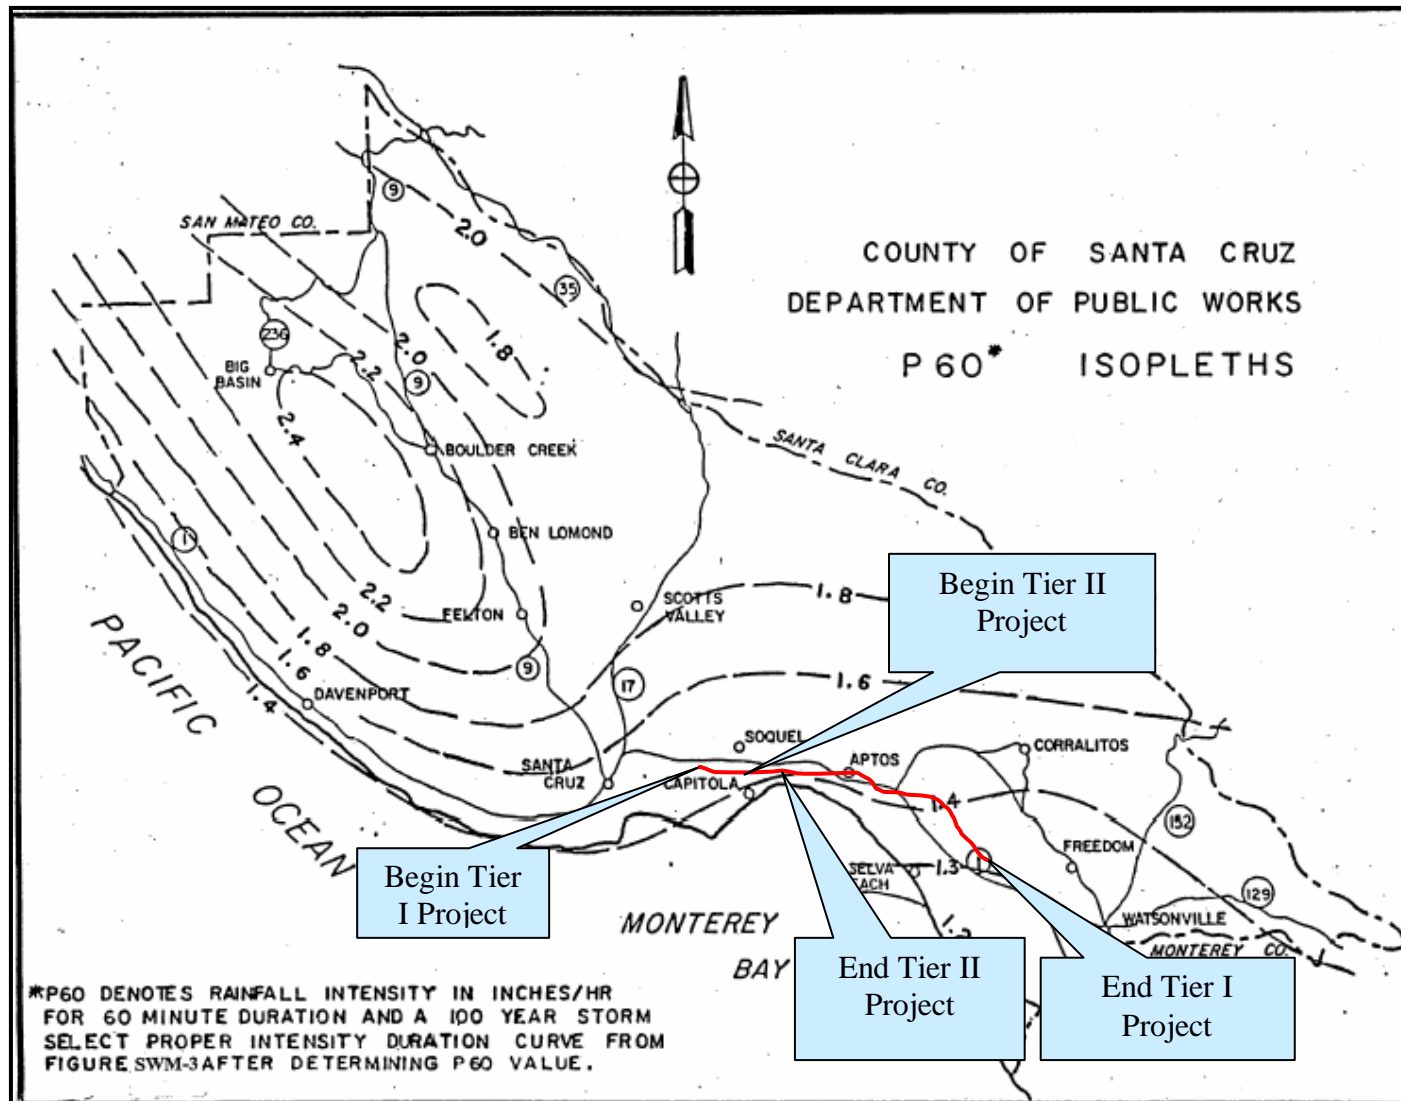 COUNTY OF SANTA CRUZ
DEPARTMENT OF PUBLIC WORKS
P60* ISOPLETHS
SAN MATEO CO.
9
2.0
35
236
BIG
BASIN
2.2
2.0
9
1.8
2.4
BOULDER CREEK
SANTA CLARA CO.
1
BEN LOMOND
2.2
2.0
1.8
1.6
1.4
FELTON
SCOTTS
VALLEY
1.8
Begin Tier II
Project
PACIFIC
OCEAN
DAVENPORT
9
17
1.6
SANTA
CRUZ
SOQUEL
CAPITOLA
APTOS
CORRALITOS
1.4
152
FREEDOM
Begin Tier
I Project
SELVA
EACH
1.3
1
129
WATSONVILLE
MONTEREY CO.
MONTEREY
BAY
End Tier II
Project
End Tier I
Project
*P60 DENOTES RAINFALL INTENSITY IN INCHES/HR
FOR 60 MINUTE DURATION AND A 100 YEAR STORM
SELECT PROPER INTENSITY DURATION CURVE FROM
FIGURE SWM-3 AFTER DETERMINING P60 VALUE.